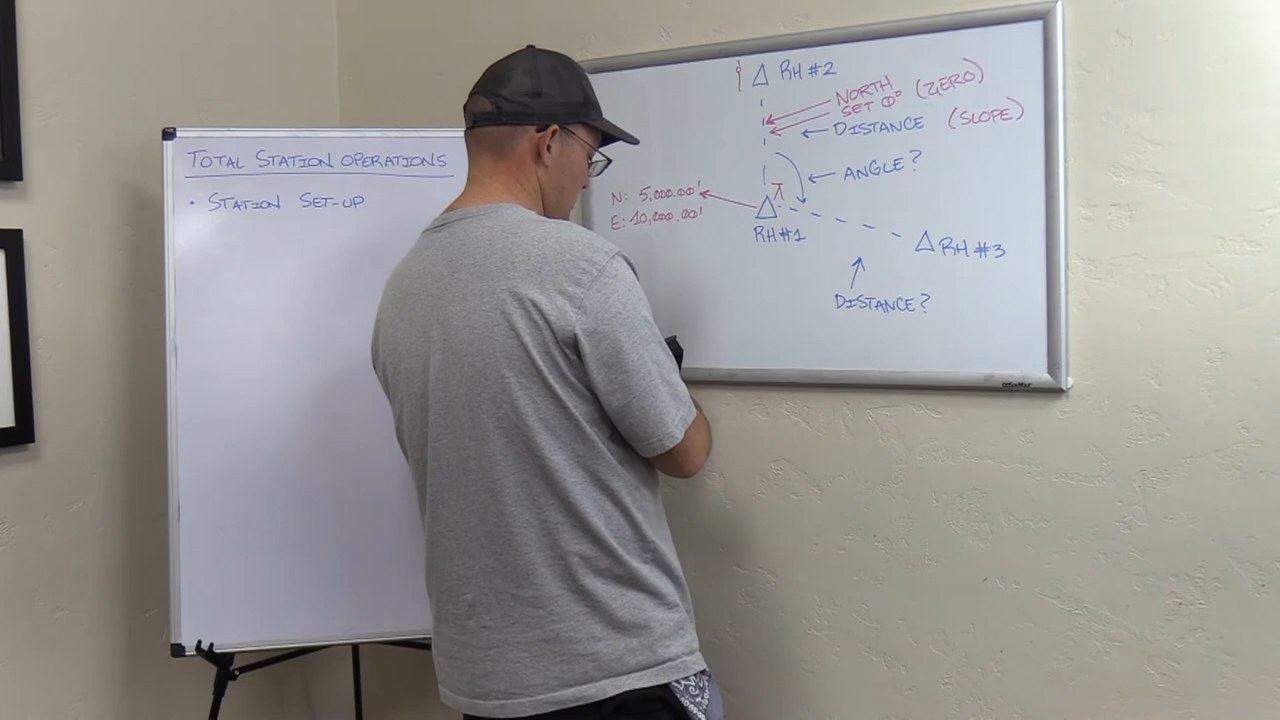 TOTAL STATION OPERATIONS
• STATION SET-UP
RH #2
NORTH
SET 0° (ZERO)
DISTANCE (SLOPE)
ANGLE?
N: 5,000.00'
E: 10,000.00'
RH #1
RH #3
DISTANCE?